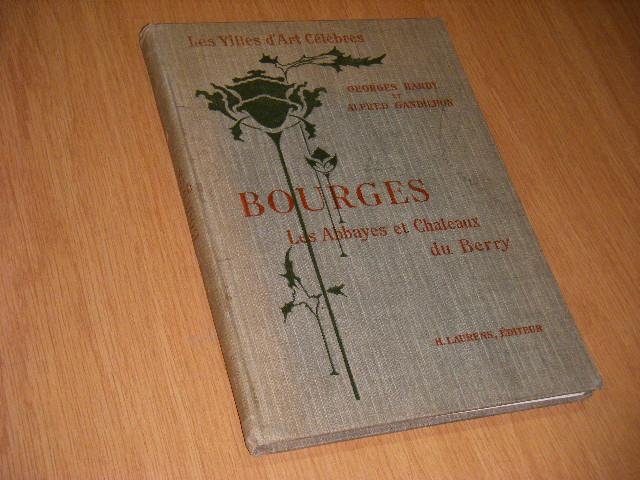 Les Villes d'Art Célèbres
GEORGES HARDY
ET
ALFRED GANDILHON
BOURGES
Les Abbayes et Chateaux
du Berry
H. LAURENS, ÉDITEUR